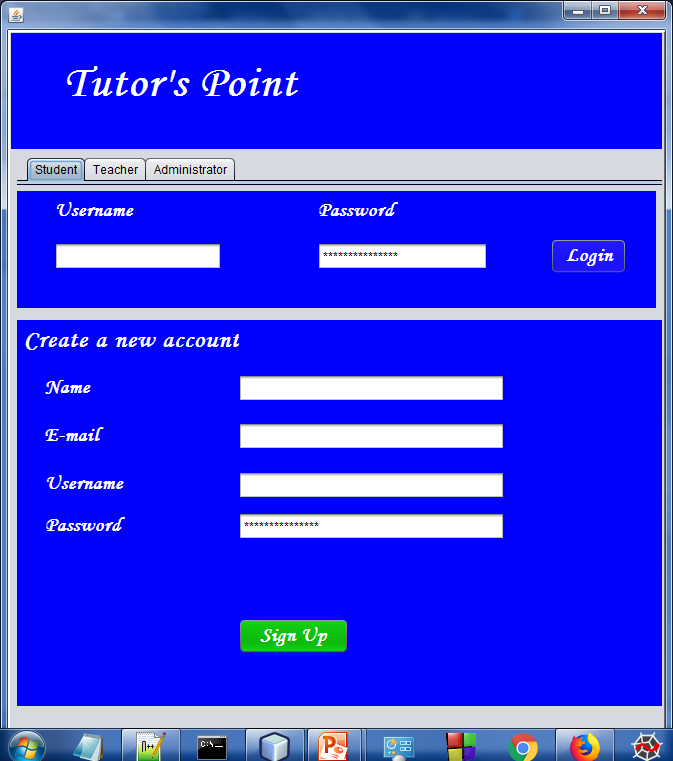 Tutor's Point
Student Teacher Administrator
Username Password
*************** Login
Create a new account
Name
E-mail
Username
Password ***************
Sign Up